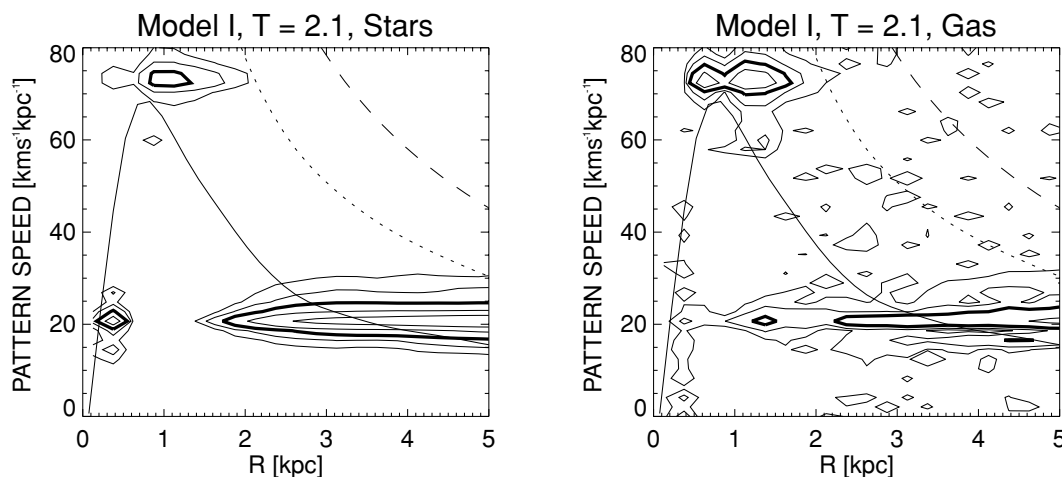 Model I, T = 2.1, Stars
80
60
40
20
0
PATTERN SPEED [kms⁻¹kpc⁻¹]
0 1 2 3 4 5
R [kpc]
Model I, T = 2.1, Gas
80
60
40
20
0
PATTERN SPEED [kms⁻¹kpc⁻¹]
0 1 2 3 4 5
R [kpc]